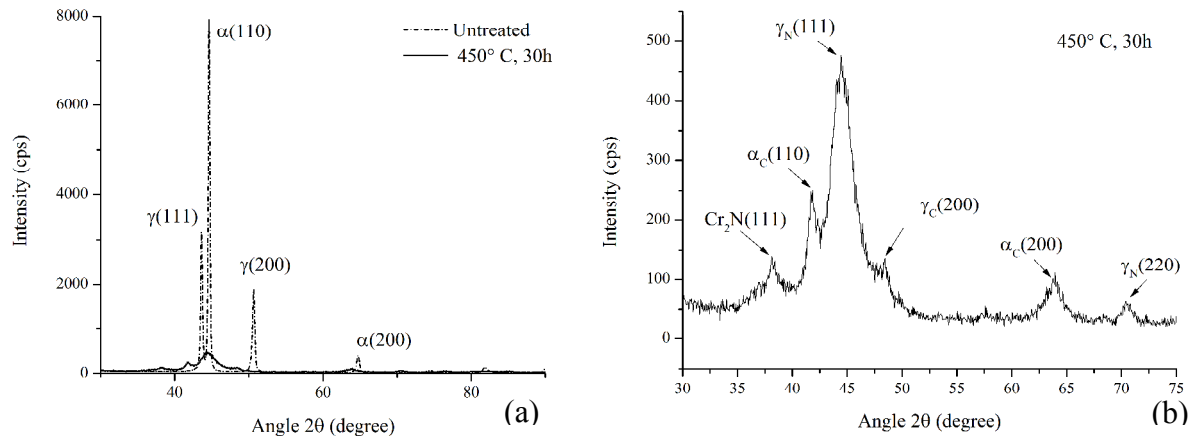 α(110)
Untreated
450° C, 30h
8000
6000
4000
2000
0
γ(111)
γ(200)
α(200)
40
60
80
Intensity (cps)
Angle 2θ (degree)
(a)
γN(111)
450° C, 30h
500
400
300
250
200
100
0
αC(110)
γC(200)
Cr2N(111)
αC(200)
γN(220)
30
35
40
45
50
55
60
65
70
75
Intensity (cps)
Angle 2θ (degree)
(b)